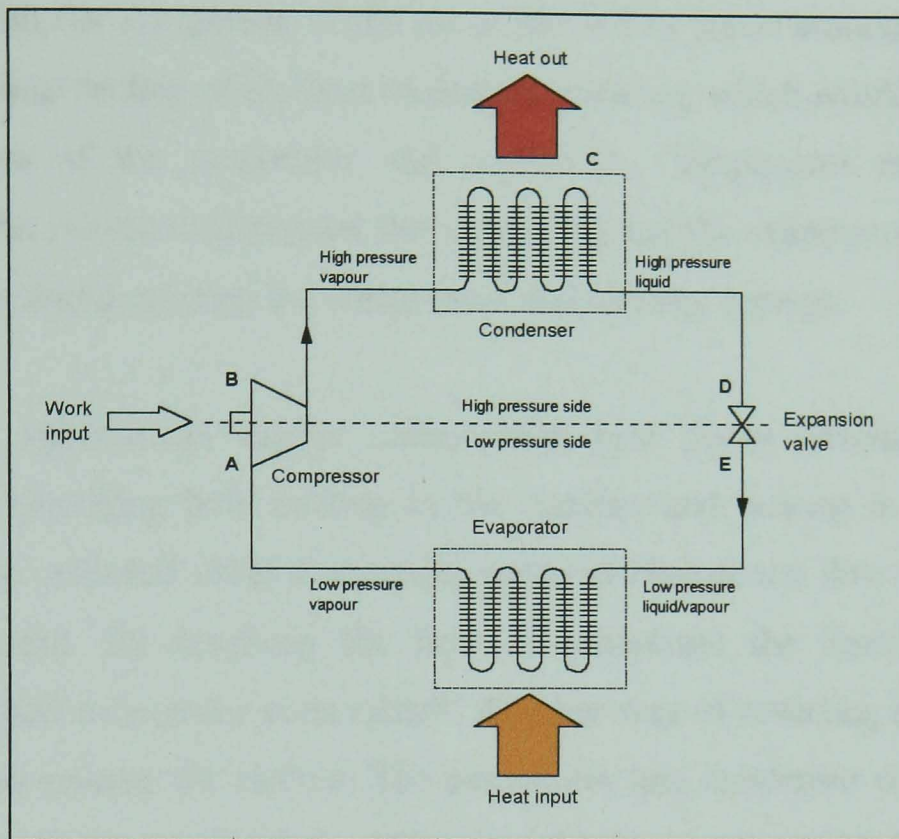 Heat out
C
High pressure
vapour
High pressure
liquid
Condenser
B
D
Work
input
High pressure side
Low pressure side
Expansion
valve
A
E
Compressor
Evaporator
Low pressure
vapour
Low pressure
liquid/vapour
Heat input